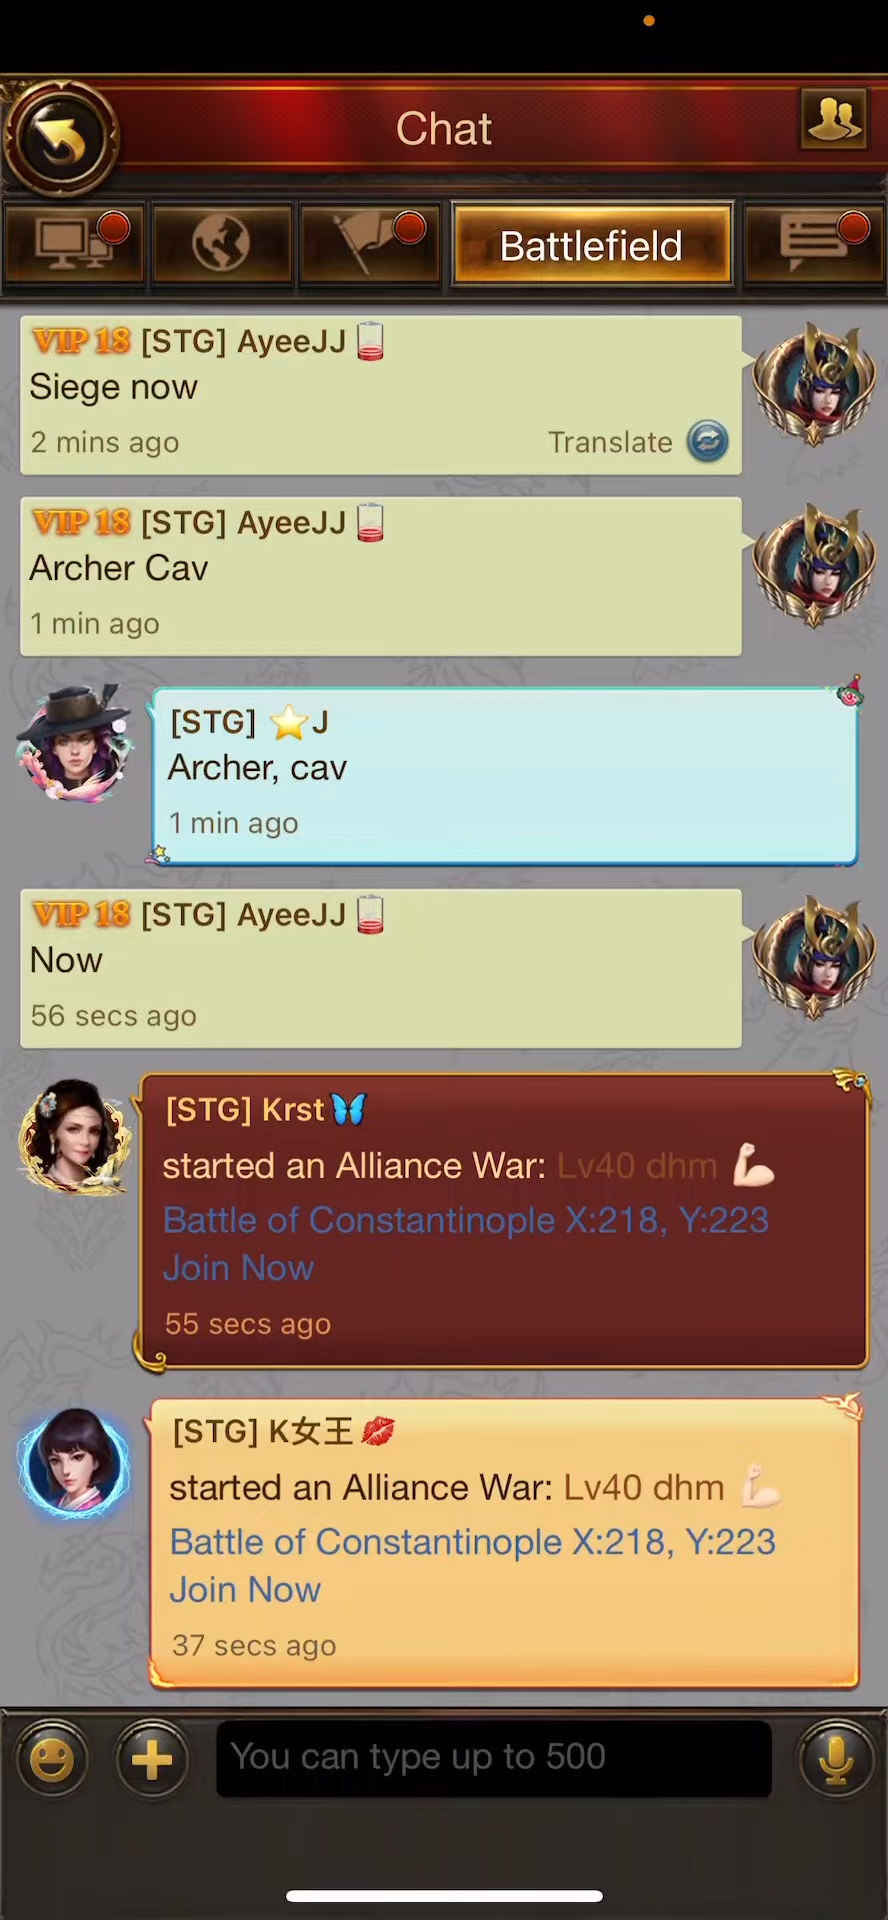 Chat
Battlefield
VIP 18 [STG] AyeeJJ
Siege now
2 mins ago
Translate
VIP 18 [STG] AyeeJJ
Archer Cav
1 min ago
[STG] ⭐J
Archer, cav
1 min ago
VIP 18 [STG] AyeeJJ
Now
56 secs ago
[STG] Krst🦋
started an Alliance War: Lv40 dhm 💪🏻
Battle of Constantinople X:218, Y:223
Join Now
55 secs ago
[STG] K女王💋
started an Alliance War: Lv40 dhm 💪🏻
Battle of Constantinople X:218, Y:223
Join Now
37 secs ago
You can type up to 500